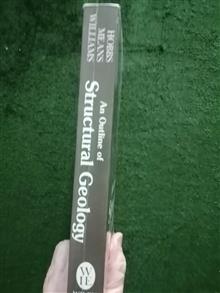 HOBBS
MEANS
WILLIAMS
An Outline of
Structural Geology